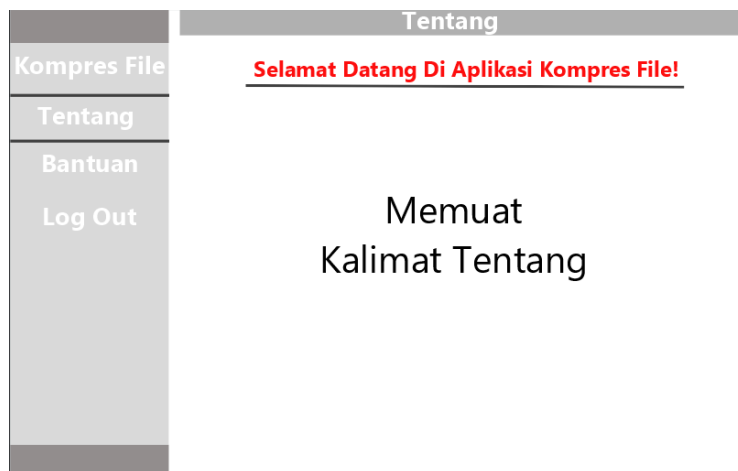 Tentang
Kompres File
Selamat Datang Di Aplikasi Kompres File!
Tentang
Bantuan
Log Out
Memuat
Kalimat Tentang